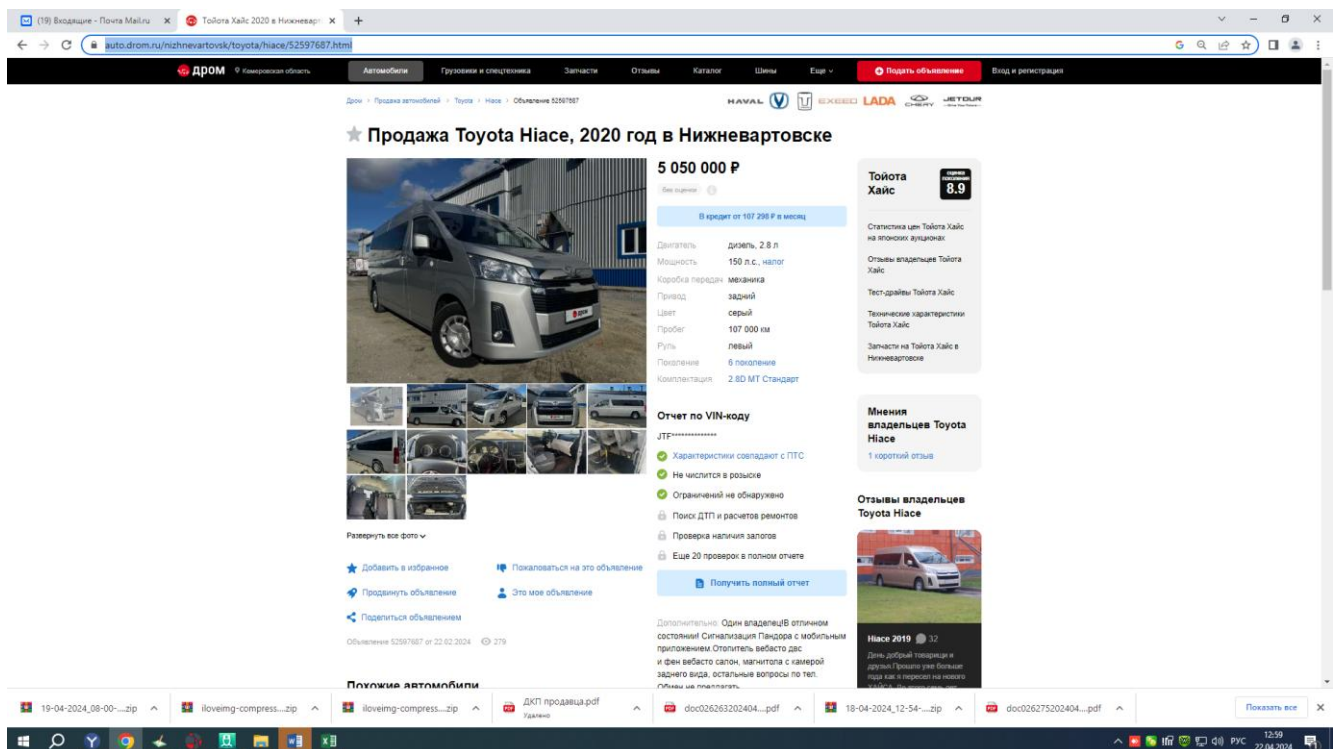 (19) Входящие - Почта Mail.ru
Тойота Хайс 2020 в Нижневарт
auto.drom.ru/nizhnevartovsk/toyota/hiace/52597687.html
ДРОМ
Кемеровская область
Автомобили
Грузовики и спецтехника
Запчасти
Отзывы
Каталог
Шины
Еще
Подать объявление
Вход и регистрация
Дром
Продажа автомобилей
Toyota
Hiace
Объявление 52597687
HAVAL
EXEED
LADA
CHERY
JETOUR
Продажа Toyota Hiace, 2020 год в Нижневартовске
5 050 000 ₽
без оценки
В кредит от 107 298 ₽ в месяц
Двигатель дизель, 2.8 л
Мощность 150 л.с., налог
Коробка передач механика
Привод задний
Цвет серый
Пробег 107 000 км
Руль левый
Поколение 6 поколение
Комплектация 2.8D MT Стандарт
Отчет по VIN-коду
JTF**************
Характеристики совпадают с ПТС
Не числится в розыске
Ограничений не обнаружено
Поиск ДТП и расчетов ремонтов
Проверка наличия залогов
Еще 20 проверок в полном отчете
Получить полный отчет
Дополнительно: Один владелец!В отличном
состоянии! Сигнализация Пандора с мобильным
приложением.Отопитель вебасто двс
и фен вебасто салон, магнитола с камерой
заднего вида, остальные вопросы по тел.
Обмен не предлагать.
Развернуть все фото
Добавить в избранное
Пожаловаться на это объявление
Продвинуть объявление
Это мое объявление
Поделиться объявлением
Объявление 52597687 от 22.02.2024
279
Похожие автомобили
Тойота
Хайс
оценка
поколения
8.9
Статистика цен Тойота Хайс
на японских аукционах
Отзывы владельцев Тойота
Хайс
Тест-драйвы Тойота Хайс
Технические характеристики
Тойота Хайс
Запчасти на Тойота Хайс в
Нижневартовске
Мнения
владельцев Toyota
Hiace
1 короткий отзыв
Отзывы владельцев
Toyota Hiace
Hiace 2019
32
День добрый товарищи и
друзья.Прошло уже больше
года как я пересел на нового
19-04-2024_08-00-....zip
iloveimg-compress....zip
iloveimg-compress....zip
ДКП продавца.pdf
Удалено
doc026263202404....pdf
18-04-2024_12-54-....zip
doc026275202404....pdf
Показать все
РУС
12:59
22.04.2024